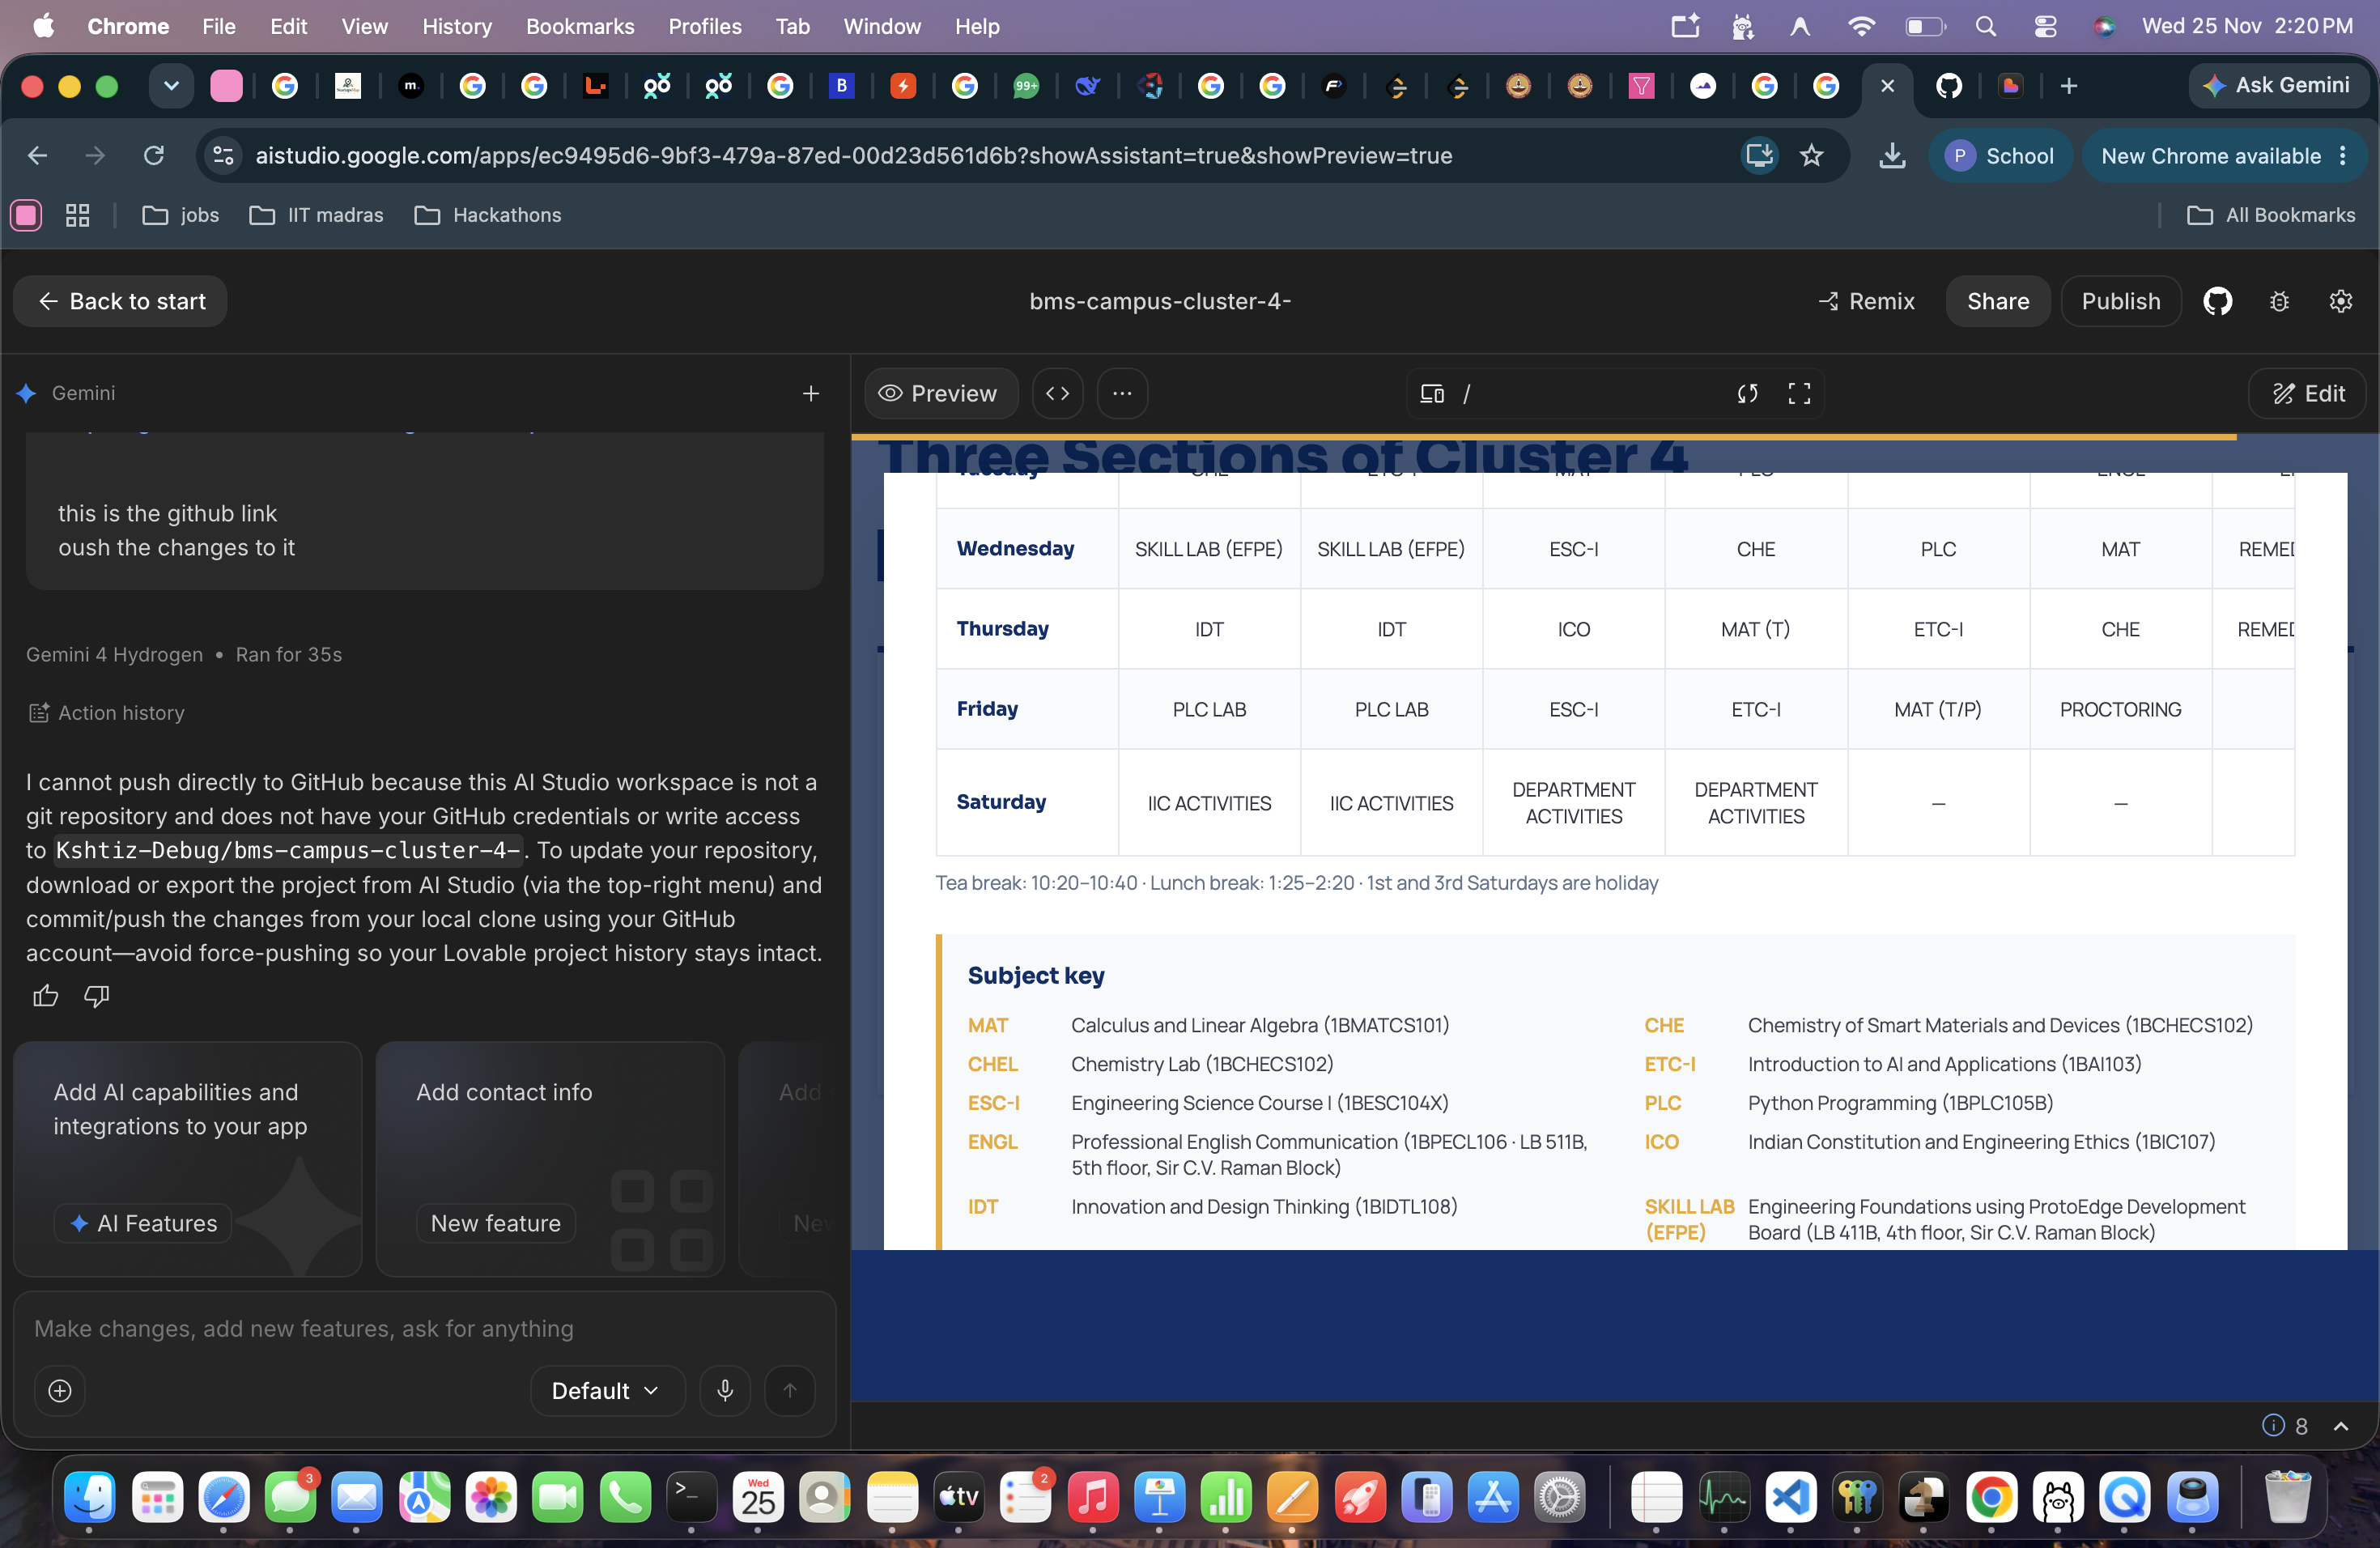 Chrome File Edit View History Bookmarks Profiles Tab Window Help Wed 25 Nov 2:20 PM
m. 99+ B Ask Gemini
aistudio.google.com/apps/ec9495d6-9bf3-479a-87ed-00d23d561d6b?showAssistant=true&showPreview=true P School New Chrome available
jobs IIT madras Hackathons All Bookmarks
Back to start bms-campus-cluster-4- Remix Share Publish
Gemini
this is the github link
oush the changes to it
Gemini 4 Hydrogen • Ran for 35s
Action history
I cannot push directly to GitHub because this AI Studio workspace is not a
git repository and does not have your GitHub credentials or write access
to Kshtiz-Debug/bms-campus-cluster-4-. To update your repository,
download or export the project from AI Studio (via the top-right menu) and
commit/push the changes from your local clone using your GitHub
account—avoid force-pushing so your Lovable project history stays intact.
Add AI capabilities and
integrations to your app
AI Features
Add contact info
New feature
Add
New
Make changes, add new features, ask for anything
Default
Preview / Edit
Three Sections of Cluster 4
Wednesday SKILL LAB (EFPE) SKILL LAB (EFPE) ESC-I CHE PLC MAT REMED
Thursday IDT IDT ICO MAT (T) ETC-I CHE REMED
Friday PLC LAB PLC LAB ESC-I ETC-I MAT (T/P) PROCTORING
Saturday IIC ACTIVITIES IIC ACTIVITIES DEPARTMENT ACTIVITIES DEPARTMENT ACTIVITIES — —
Tea break: 10:20–10:40 · Lunch break: 1:25–2:20 · 1st and 3rd Saturdays are holiday
Subject key
MAT Calculus and Linear Algebra (1BMATCS101)
CHE Chemistry of Smart Materials and Devices (1BCHECS102)
CHEL Chemistry Lab (1BCHECS102)
ETC-I Introduction to AI and Applications (1BAI103)
ESC-I Engineering Science Course I (1BESC104X)
PLC Python Programming (1BPLC105B)
ENGL Professional English Communication (1BPECL106 · LB 511B,
5th floor, Sir C.V. Raman Block)
ICO Indian Constitution and Engineering Ethics (1BIC107)
IDT Innovation and Design Thinking (1BIDTL108)
SKILL LAB Engineering Foundations using ProtoEdge Development
(EFPE) Board (LB 411B, 4th floor, Sir C.V. Raman Block)
8
3 Wed 25 tv 2